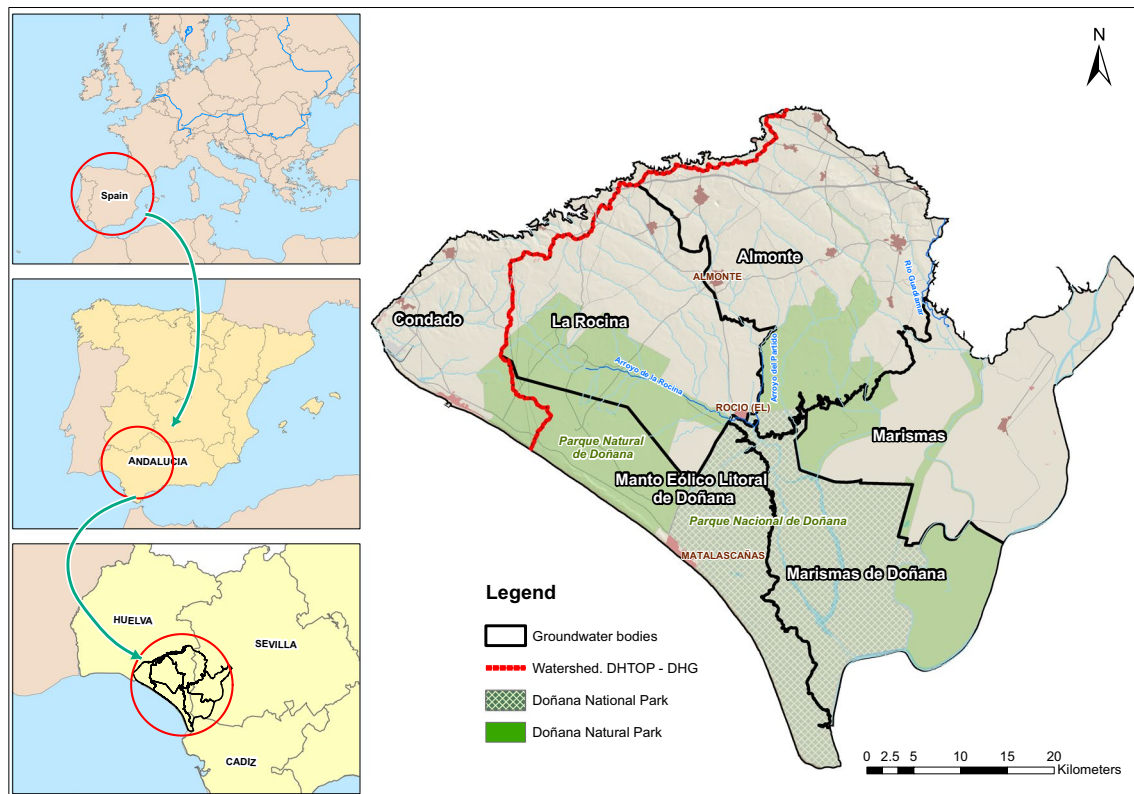 Spain
ANDALUCIA
HUELVA
SEVILLA
CADIZ
N
Almonte
ALMONTE
Río Guadiamar
Condado
La Rocina
Arroyo de la Rocina
Arroyo del Partido
ROCIO (EL)
Marismas
Parque Natural
de Doñana
Manto Eólico Litoral
de Doñana
Parque Nacional de Doñana
MATALASCAÑAS
Marismas de Doñana
Legend
Groundwater bodies
Watershed. DHTOP - DHG
Doñana National Park
Doñana Natural Park
0 2.5 5 10 15 20
Kilometers